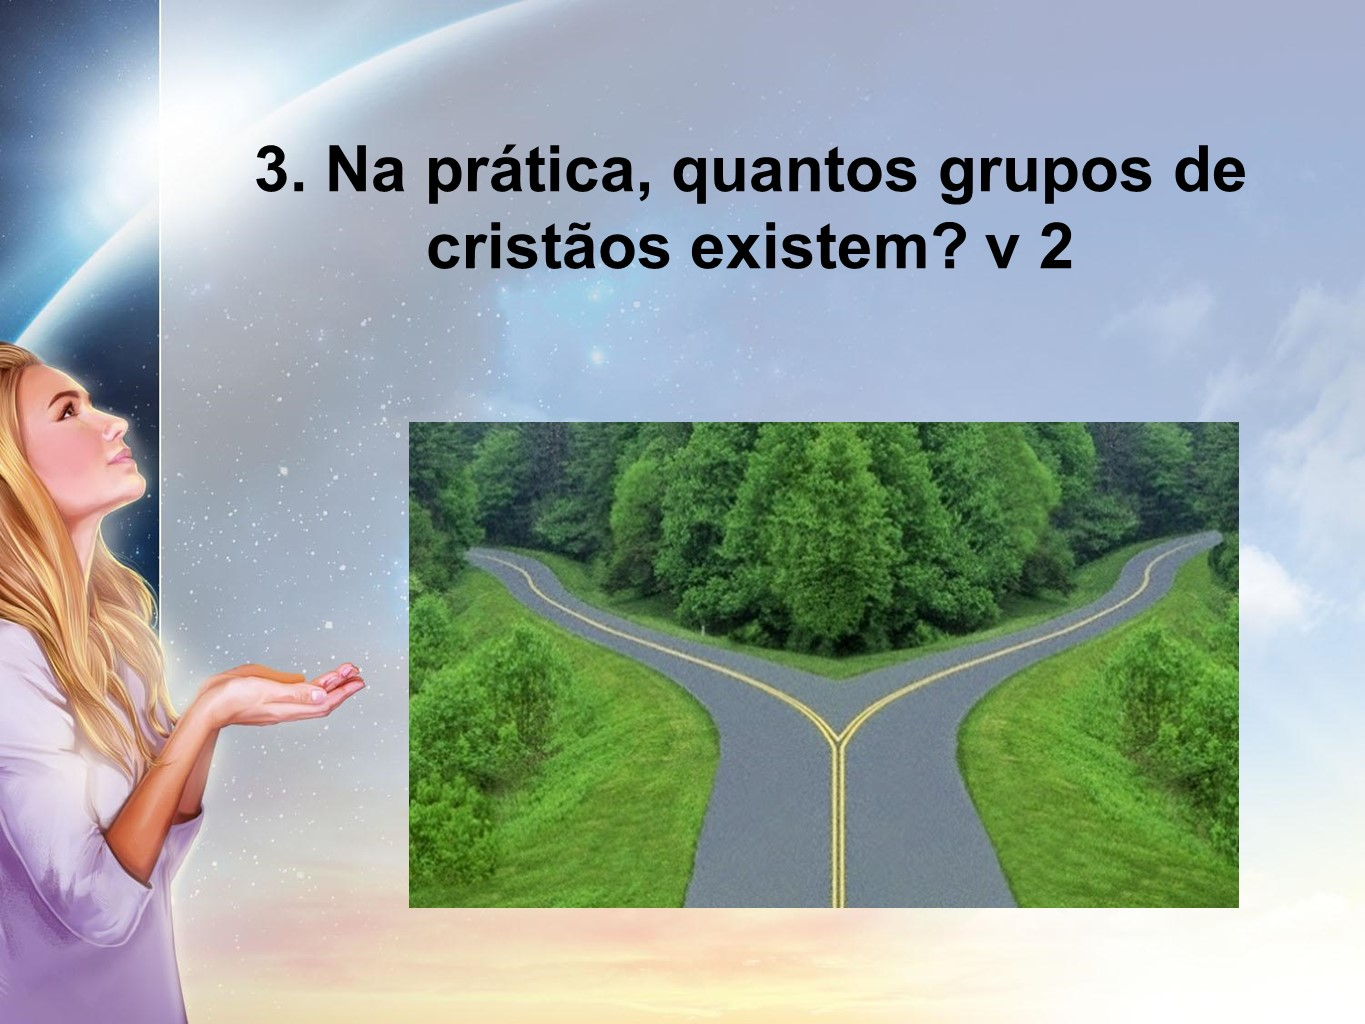 3. Na prática, quantos grupos de
cristãos existem? v 2